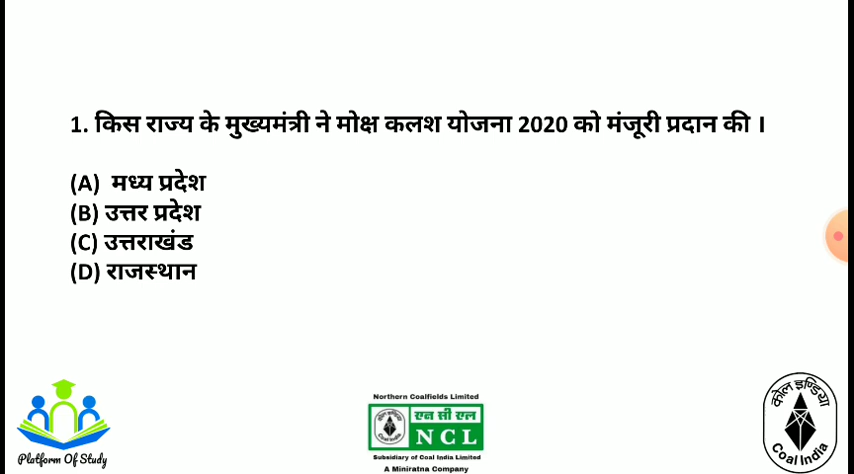 1. किस राज्य के मुख्यमंत्री ने मोक्ष कलश योजना 2020 को मंजूरी प्रदान की ।
(A) मध्य प्रदेश
(B) उत्तर प्रदेश
(C) उत्तराखंड
(D) राजस्थान
Platform Of Study
Northern Coalfields Limited
एन सी एल
NCL
Subsidiary of Coal India Limited
A Miniratna Company
कोल इण्डिया
Coal India